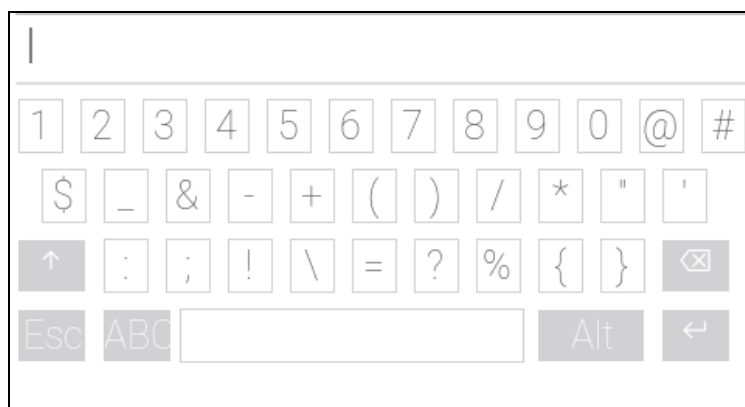 1 2 3 4 5 6 7 8 9 0 @ #
$ _ & - + ( ) / * " '
↑ : ; ! \ = ? % { } ⌫
Esc ABC Alt ↵